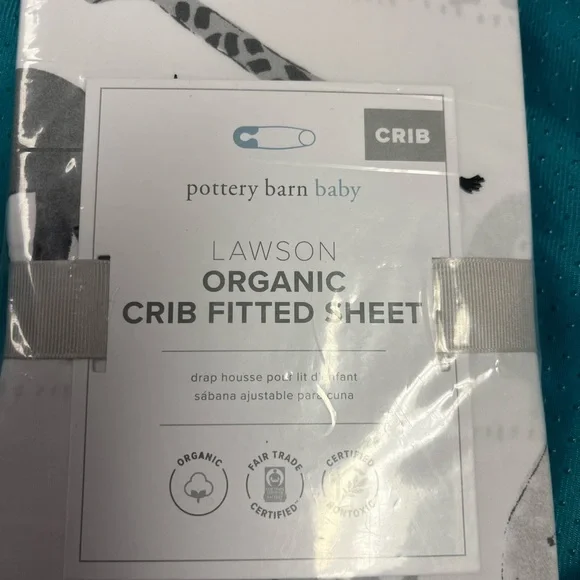 CRIB
pottery barn baby
LAWSON
ORGANIC
CRIB FITTED SHEET
drap housse pour lit d'enfant
sábana ajustable para cuna
ORGANIC
FAIR TRADE
CERTIFIED™
CERTIFIED
NONTOXIC